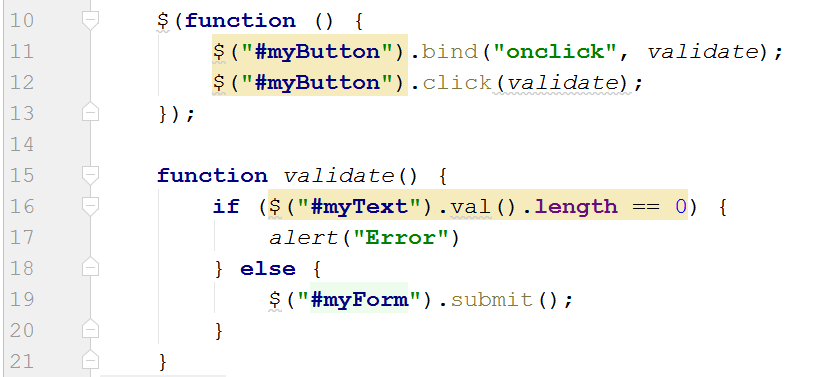 10 $(function () {
11 $("#myButton").bind("onclick", validate);
12 $("#myButton").click(validate);
13 });
14
15 function validate() {
16 if ($("#myText").val().length == 0) {
17 alert("Error")
18 } else {
19 $("#myForm").submit();
20 }
21 }